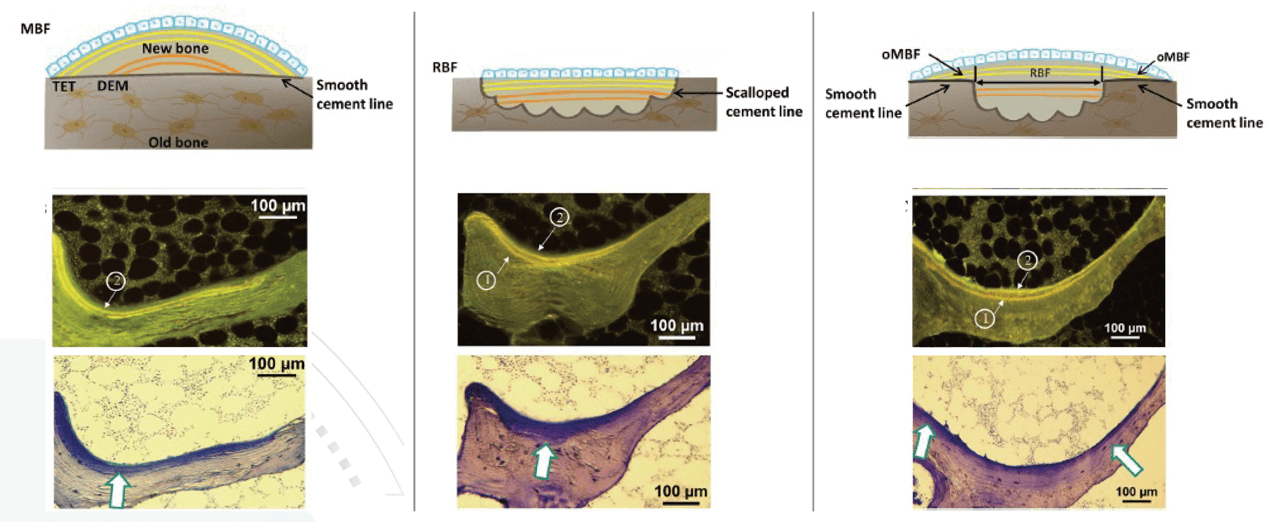 MBF
New bone
TET
DEM
Smooth
cement line
Old bone
100 µm
2
100 µm
RBF
Scalloped
cement line
2
1
100 µm
100 µm
oMBF
RBF
oMBF
Smooth
cement line
Smooth
cement line
2
1
100 µm
100 µm